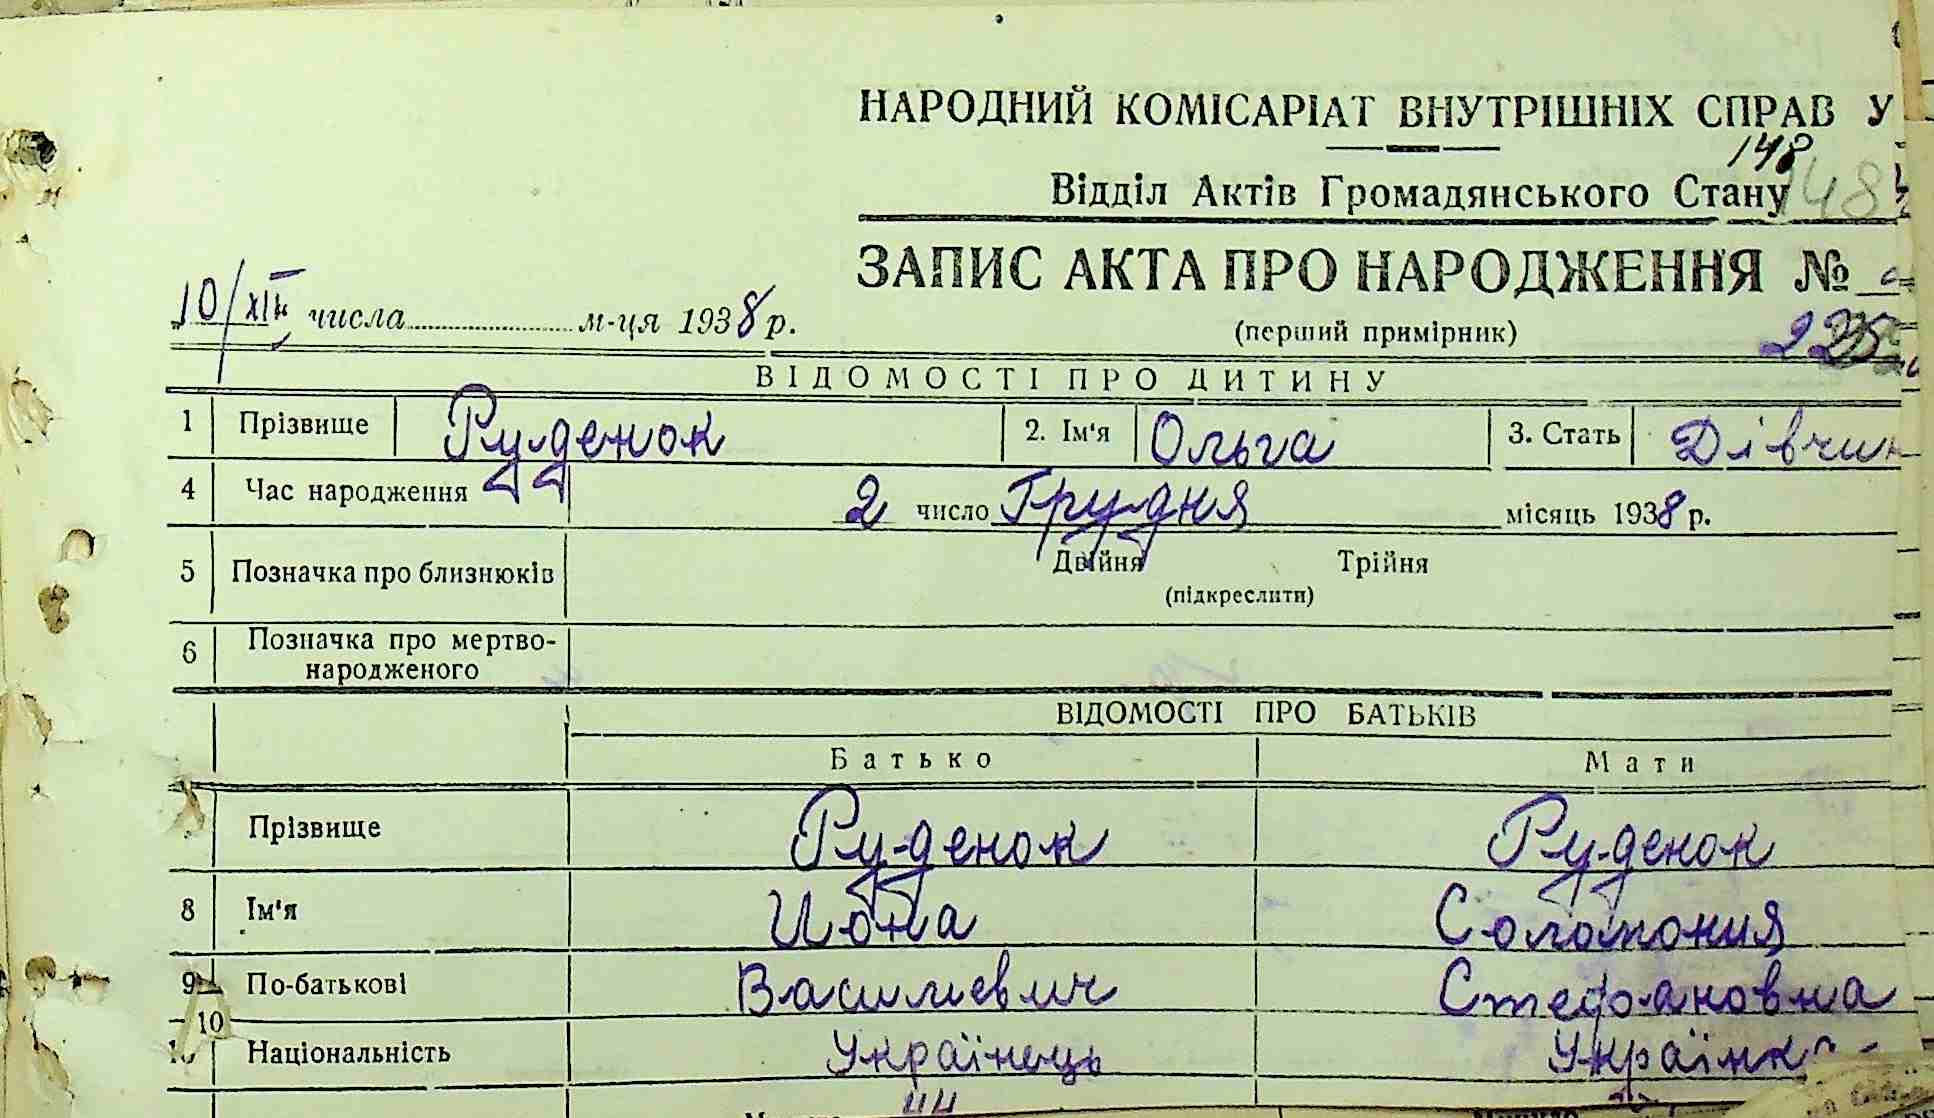 НАРОДНИЙ КОМІСАРІАТ ВНУТРІШНІХ СПРАВ У
148
Відділ Актів Громадянського Стану 148
ЗАПИС АКТА ПРО НАРОДЖЕННЯ №
10/XII числа м-ця 1938 р.
(перший примірник)
ВІДОМОСТІ ПРО ДИТИНУ
1 Прізвище Руденок 2. Ім'я Ольга 3. Стать Дівчин
4 Час народження 2 число Грудня місяць 1938 р.
5 Позначка про близнюків Двійня Трійня
(підкреслити)
6 Позначка про мертво-
народженого
ВІДОМОСТІ ПРО БАТЬКІВ
Батько Мати
Прізвище Руденок Руденок
8 Ім'я Иона Соломония
9 По-батькові Василиевич Стефановна
10 Національність Українець Українк